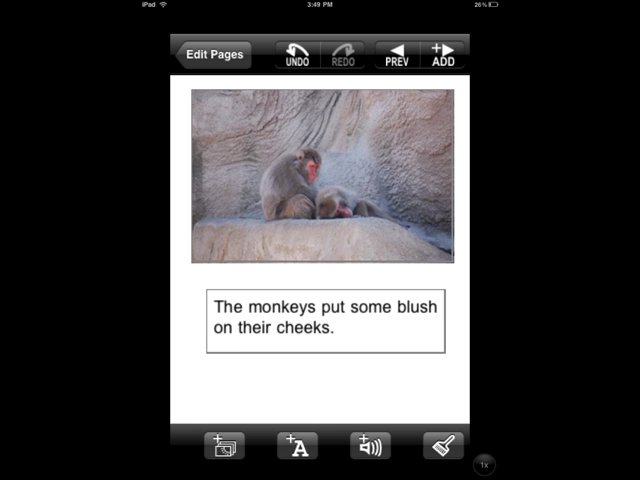 iPad
3:49 PM
26%
Edit Pages
UNDO
REDO
PREV
ADD
The monkeys put some blush
on their cheeks.
A
1x